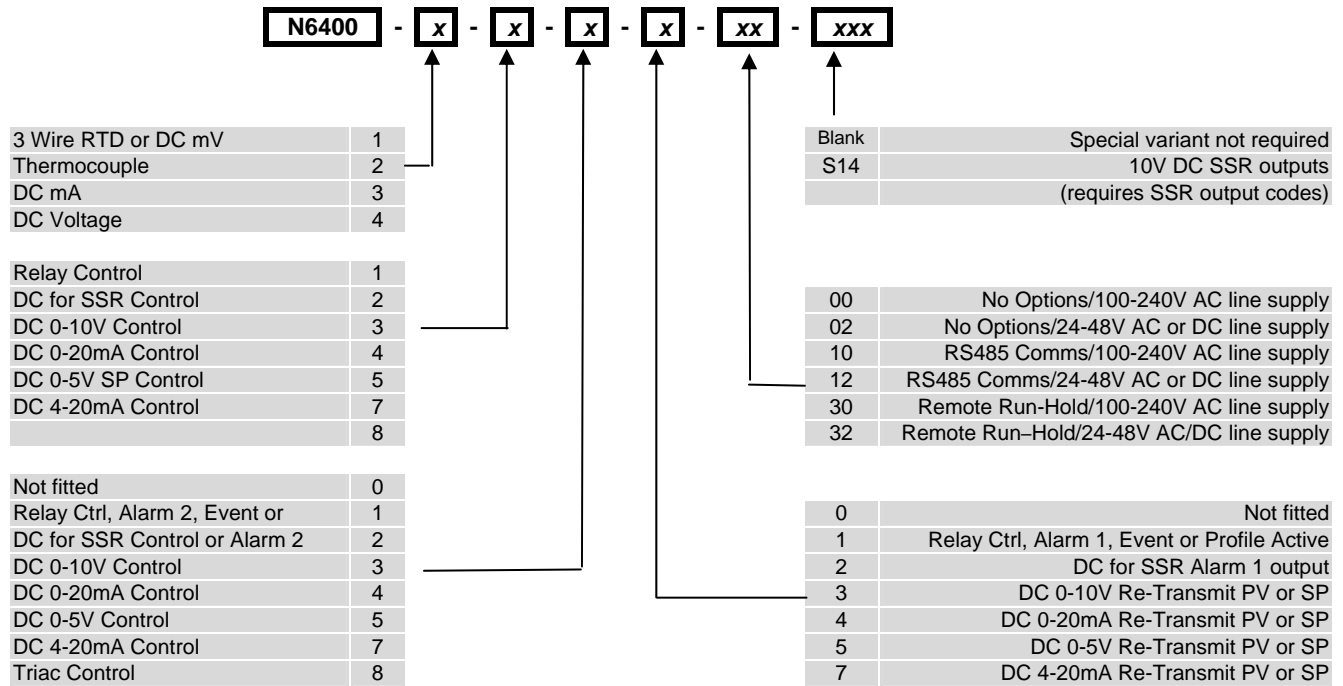 N6400 - x - x - x - x - xx - xxx
3 Wire RTD or DC mV 1
Thermocouple 2
DC mA 3
DC Voltage 4
Relay Control 1
DC for SSR Control 2
DC 0-10V Control 3
DC 0-20mA Control 4
DC 0-5V SP Control 5
DC 4-20mA Control 7
8
Not fitted 0
Relay Ctrl, Alarm 2, Event or 1
DC for SSR Control or Alarm 2 2
DC 0-10V Control 3
DC 0-20mA Control 4
DC 0-5V Control 5
DC 4-20mA Control 7
Triac Control 8
Blank Special variant not required
S14 10V DC SSR outputs
(requires SSR output codes)
00 No Options/100-240V AC line supply
02 No Options/24-48V AC or DC line supply
10 RS485 Comms/100-240V AC line supply
12 RS485 Comms/24-48V AC or DC line supply
30 Remote Run-Hold/100-240V AC line supply
32 Remote Run–Hold/24-48V AC/DC line supply
0 Not fitted
1 Relay Ctrl, Alarm 1, Event or Profile Active
2 DC for SSR Alarm 1 output
3 DC 0-10V Re-Transmit PV or SP
4 DC 0-20mA Re-Transmit PV or SP
5 DC 0-5V Re-Transmit PV or SP
7 DC 4-20mA Re-Transmit PV or SP